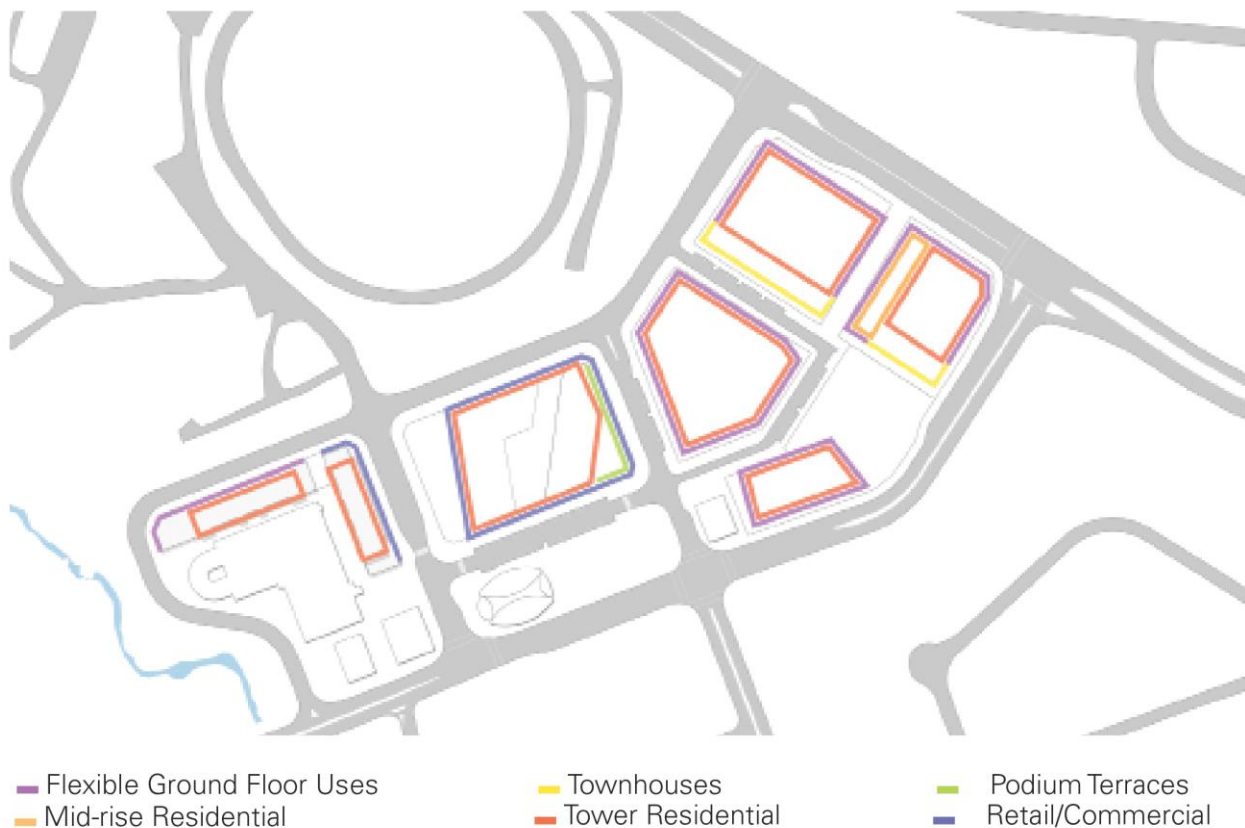 Flexible Ground Floor Uses Townhouses Podium Terraces
Mid-rise Residential Tower Residential Retail/Commercial